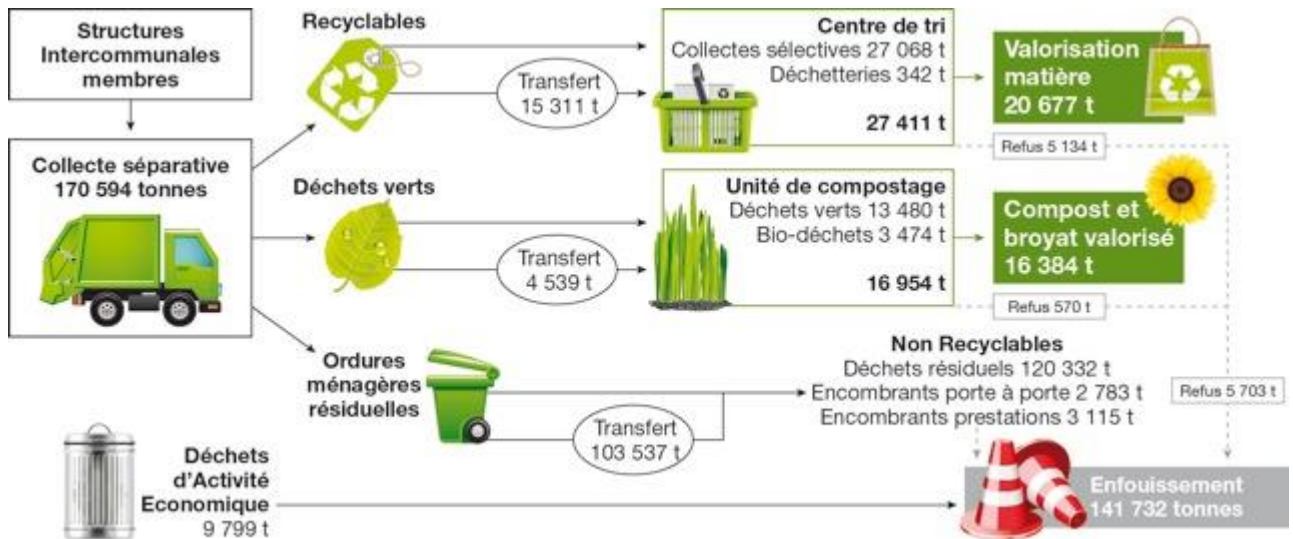 Structures
Intercommunales
membres
Collecte séparative
170 594 tonnes
Recyclables
Transfert
15 311 t
Centre de tri
Collectes sélectives 27 068 t
Déchetteries 342 t
27 411 t
Valorisation
matière
20 677 t
Refus 5 134 t
Déchets verts
Transfert
4 539 t
Unité de compostage
Déchets verts 13 480 t
Bio-déchets 3 474 t
16 954 t
Compost et
broyat valorisé
16 384 t
Refus 570 t
Ordures
ménagères
résiduelles
Transfert
103 537 t
Non Recyclables
Déchets résiduels 120 332 t
Encombrants porte à porte 2 783 t
Encombrants prestations 3 115 t
Refus 5 703 t
Déchets
d'Activité
Economique
9 799 t
Enfouissement
141 732 tonnes